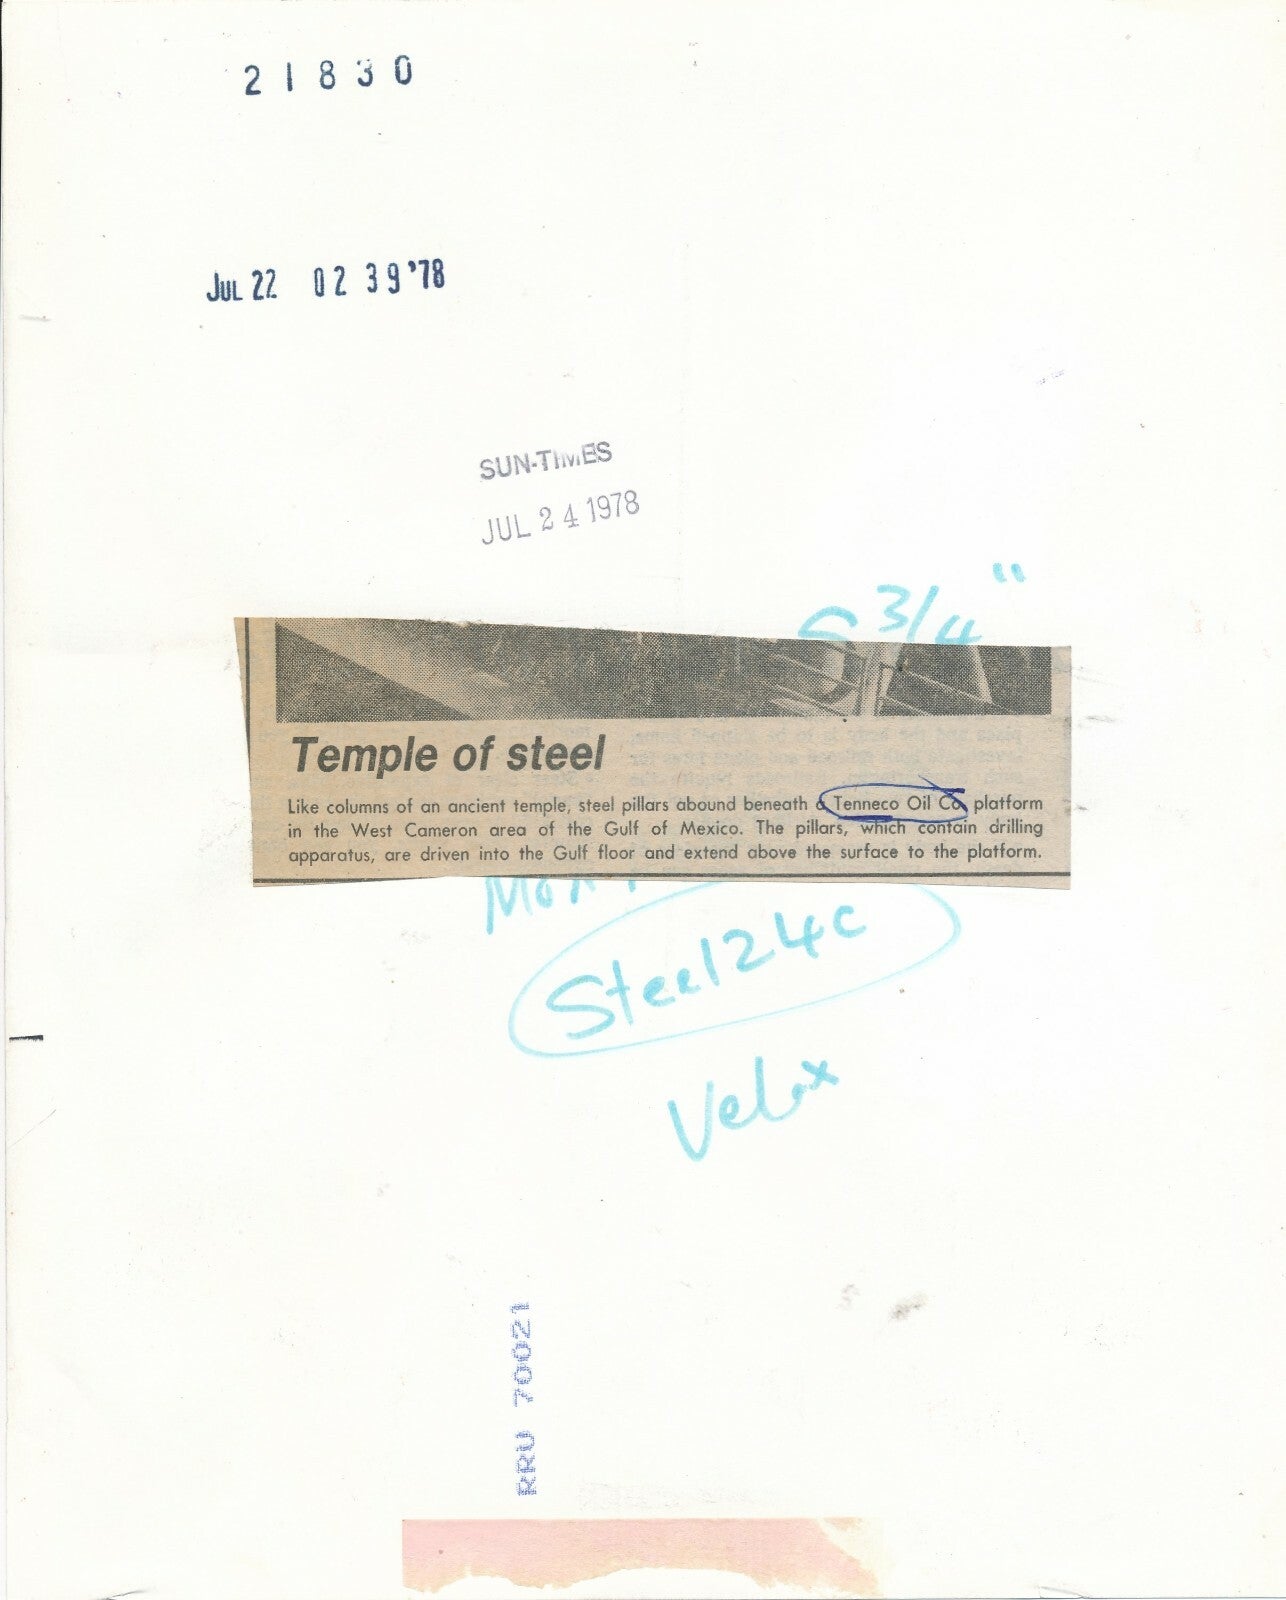 21830
JUL 22 02 39 '78
SUN-TIMES
JUL 24 1978
3/4"
Temple of steel
Like columns of an ancient temple, steel pillars abound beneath a Tenneco Oil Co. platform
in the West Cameron area of the Gulf of Mexico. The pillars, which contain drilling
apparatus, are driven into the Gulf floor and extend above the surface to the platform.
Steel 24c
Velox
RRU 70021